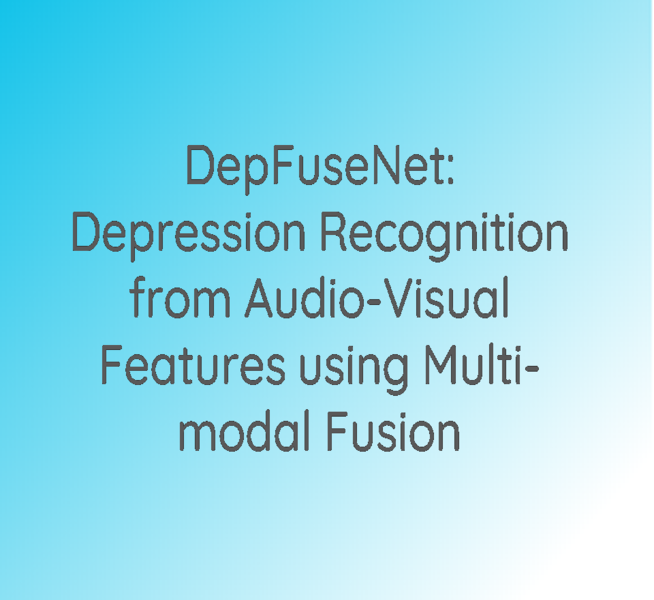 DepFuseNet:
Depression Recognition
from Audio-Visual
Features using Multi-
modal Fusion